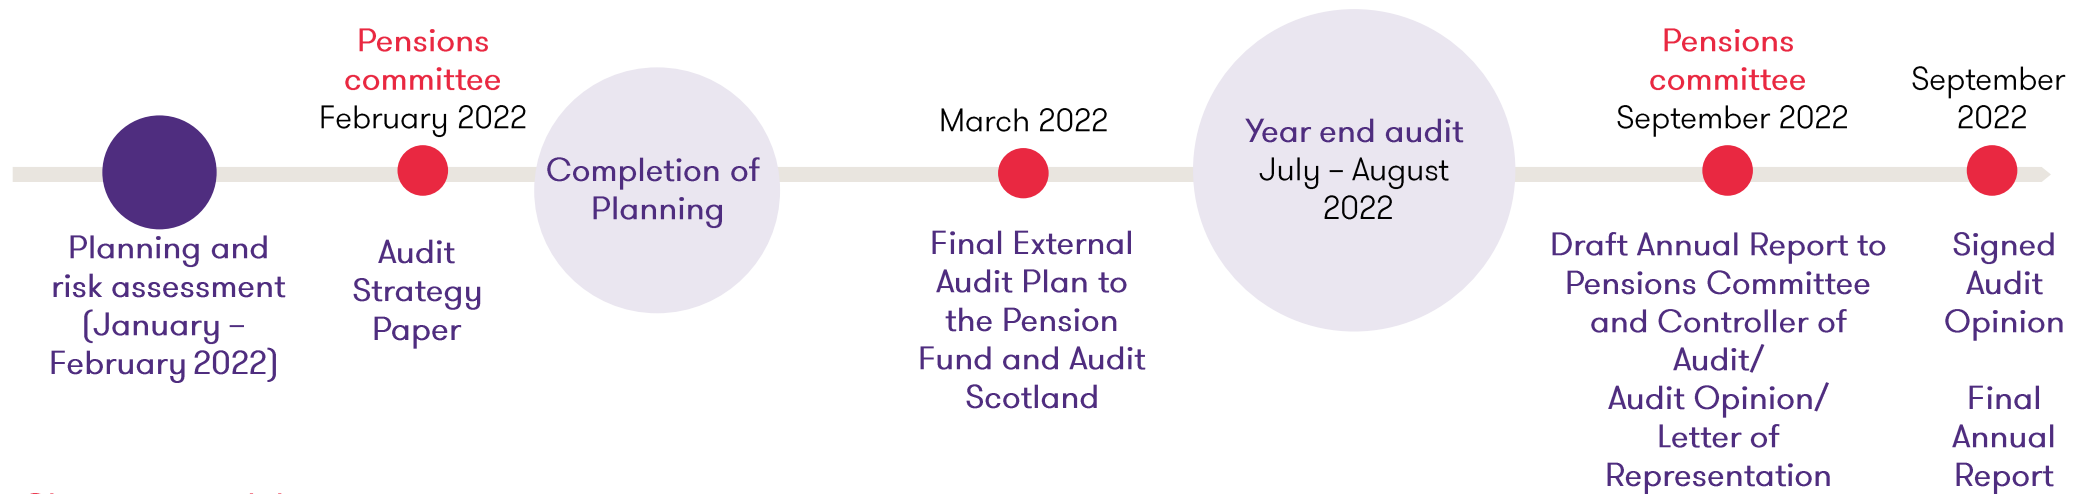 Planning and
risk assessment
(January –
February 2022)
Pensions
committee
February 2022
Audit
Strategy
Paper
Completion of
Planning
March 2022
Final External
Audit Plan to
the Pension
Fund and Audit
Scotland
Year end audit
July – August
2022
Pensions
committee
September 2022
Draft Annual Report to
Pensions Committee
and Controller of
Audit/
Audit Opinion/
Letter of
Representation
September
2022
Signed
Audit
Opinion
Final
Annual
Report